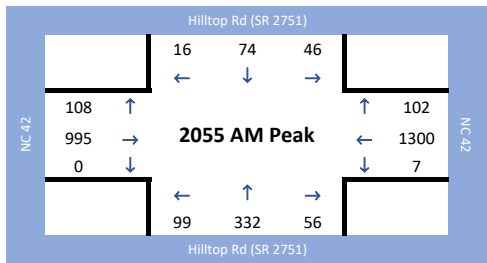 Hilltop Rd (SR 2751)
16 74 46
← ↓ →
108 ↑ ↑ 102
NC 42 995 → 2055 AM Peak ← 1300 NC 42
0 ↓ ↓ 7
← ↑ →
99 332 56
Hilltop Rd (SR 2751)